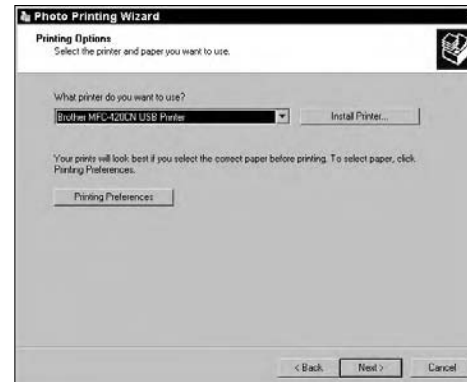 Photo Printing Wizard
Printing Options
Select the printer and paper you want to use.
What printer do you want to use?
Brother MFC-420CN USB Printer
Install Printer...
Your prints will look best if you select the correct paper before printing. To select paper, click
Printing Preferences.
Printing Preferences
< Back
Next >
Cancel